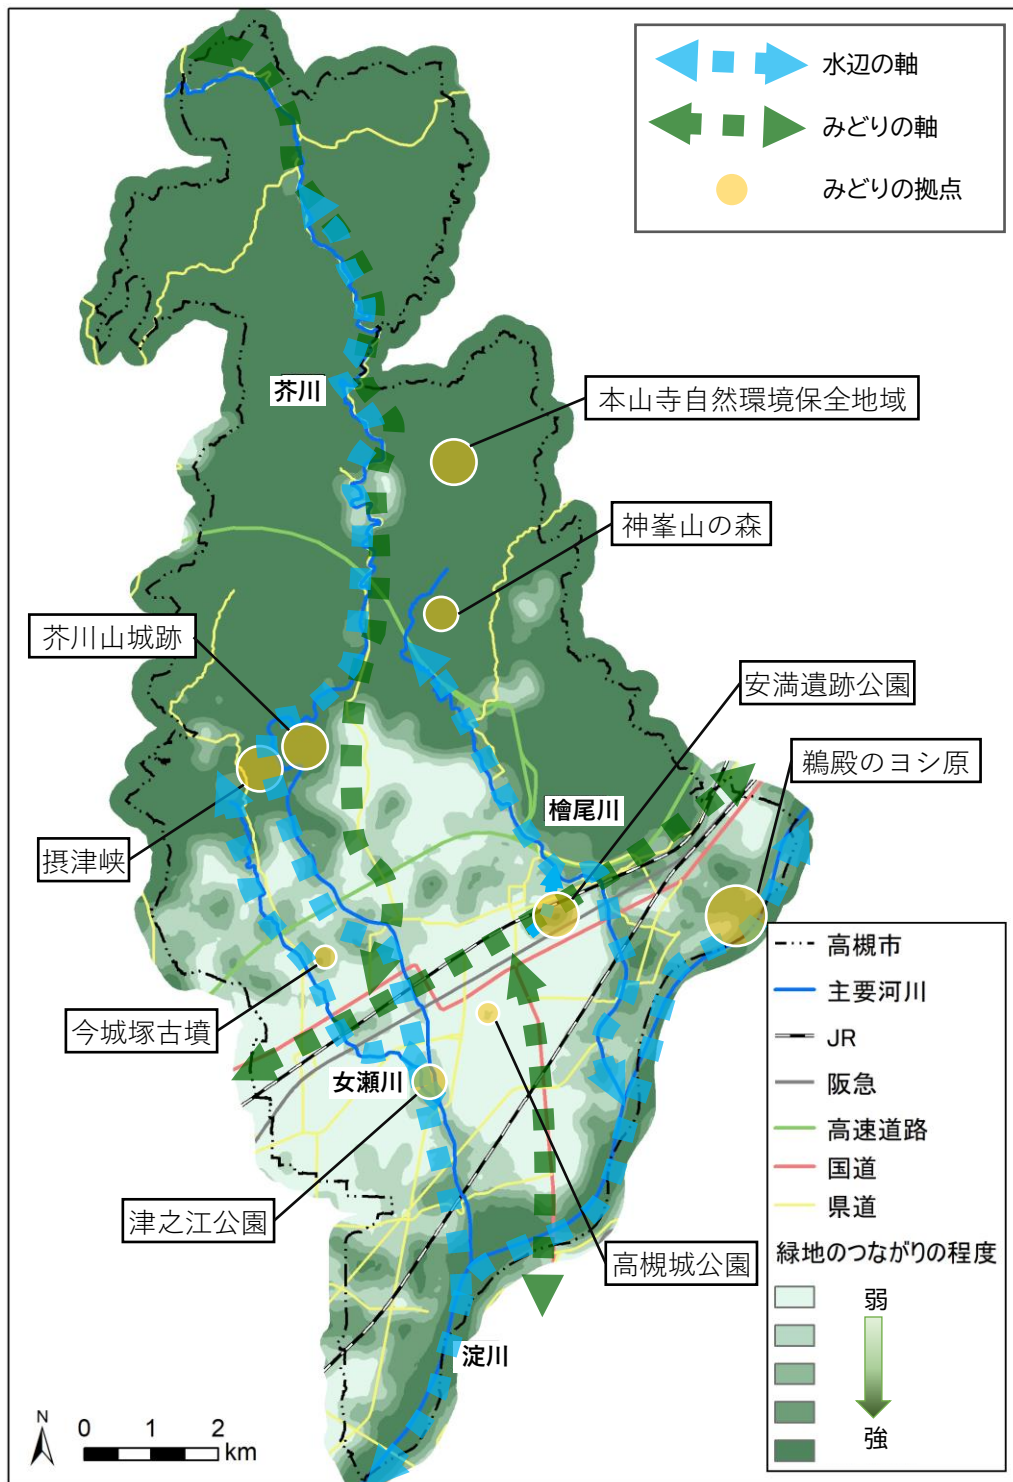 水辺の軸
みどりの軸
みどりの拠点
芥川
本山寺自然環境保全地域
神峯山の森
芥川山城跡
安満遺跡公園
鵜殿のヨシ原
檜尾川
摂津峡
今城塚古墳
女瀬川
津之江公園
高槻城公園
淀川
高槻市
主要河川
JR
阪急
高速道路
国道
県道
緑地のつながりの程度
弱
強
N
0 1 2
km